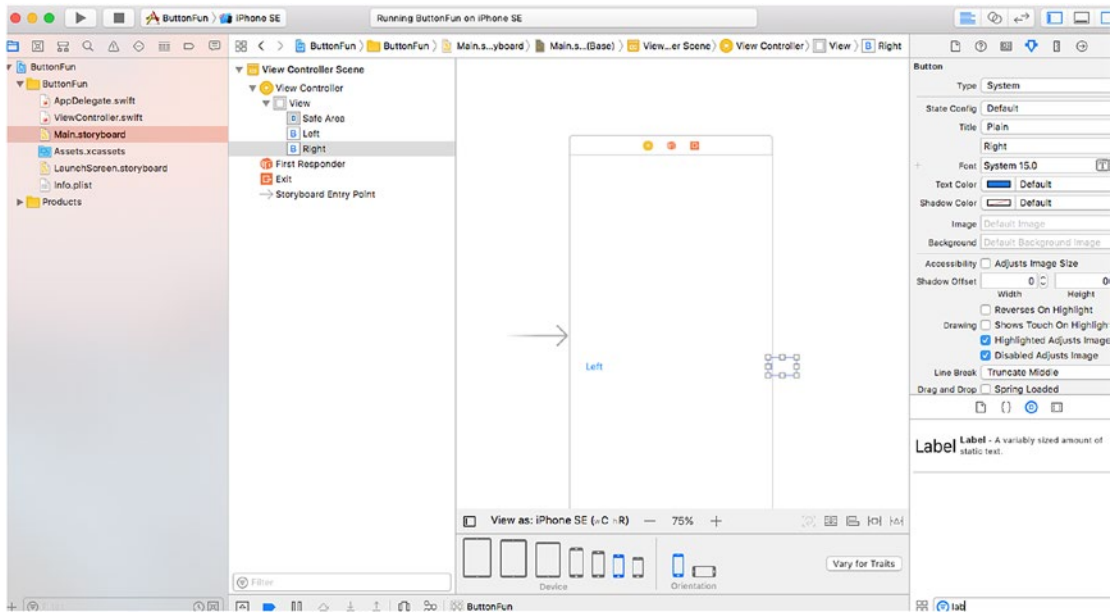 ButtonFun iPhone SE
Running ButtonFun on iPhone SE
ButtonFun ButtonFun Main.s...yboard Main.s...(Base) View...er Scene) View Controller View Right
ButtonFun
ButtonFun
AppDelegate.swift
ViewController.swift
Main.storyboard
Assets.xcassets
LaunchScreen.storyboard
Info.plist
Products
View Controller Scene
View Controller
View
Safe Area
B Left
B Right
First Responder
Exit
Storyboard Entry Point
Left
View as: iPhone SE (wC hR) — 75% +
Device
Orientation
Vary for Traits
Filter
ButtonFun
Button
Type System
State Config Default
Title Plain
Right
Font System 15.0
Text Color Default
Shadow Color Default
Image Default Image
Background Default Background Image
Accessibility Adjusts Image Size
Shadow Offset 0
Width Height
Reverses On Highlight
Drawing Shows Touch On Highligh
Highlighted Adjusts Image
Disabled Adjusts Image
Line Break Truncate Middle
Drag and Drop Spring Loaded
Label Label - A variably sized amount of
static text.
lab